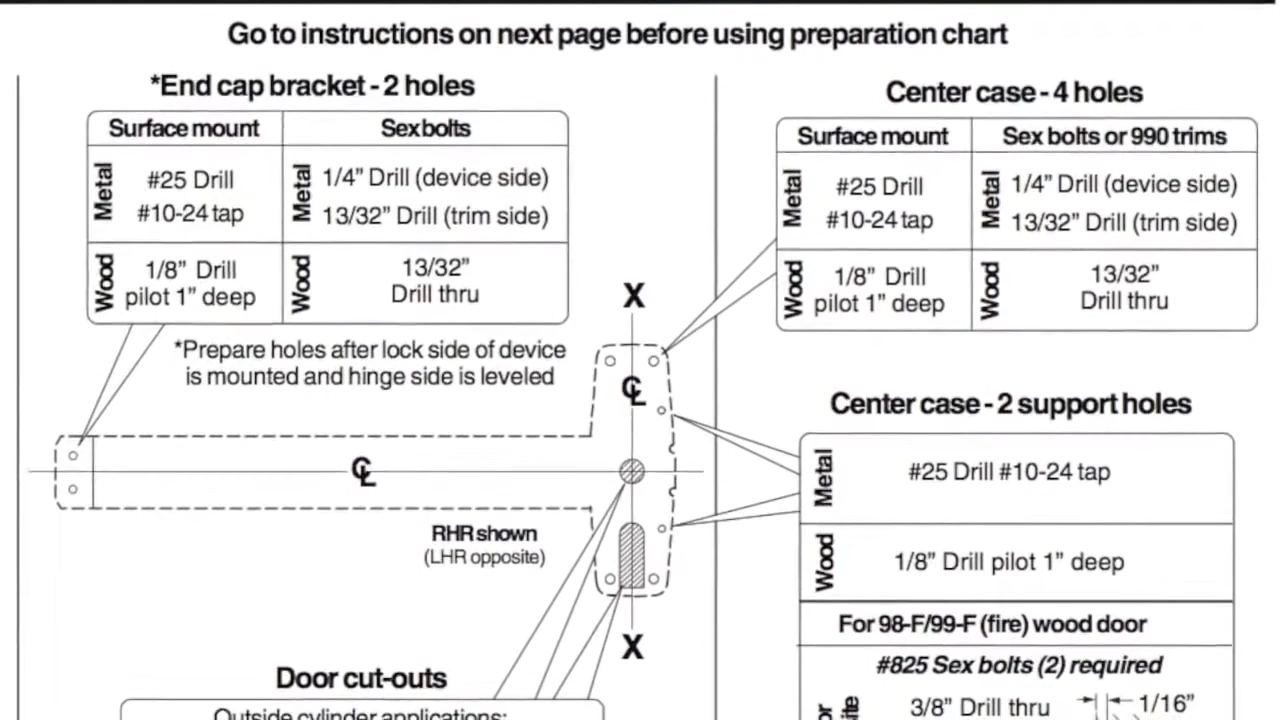 Go to instructions on next page before using preparation chart
*End cap bracket - 2 holes
Surface mount
Sex bolts
Metal
#25 Drill
#10-24 tap
Metal
1/4” Drill (device side)
13/32” Drill (trim side)
Wood
1/8” Drill
pilot 1” deep
Wood
13/32”
Drill thru
*Prepare holes after lock side of device
is mounted and hinge side is leveled
Center case - 4 holes
Surface mount
Sex bolts or 990 trims
Metal
#25 Drill
#10-24 tap
Metal
1/4” Drill (device side)
13/32” Drill (trim side)
Wood
1/8” Drill
pilot 1” deep
Wood
13/32”
Drill thru
X
℄
℄
RHR shown
(LHR opposite)
X
Center case - 2 support holes
Metal
#25 Drill #10-24 tap
Wood
1/8” Drill pilot 1” deep
For 98-F/99-F (fire) wood door
#825 Sex bolts (2) required
3/8” Drill thru
1/16”
Door cut-outs
Outside cylinder applications: